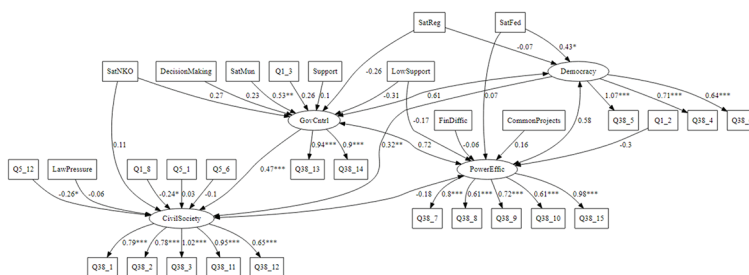 SatReg SatFed
-0.07 0.43*
SatNKO DecisionMaking SatMun Q1_3 Support LowSupport Democracy
-0.26
0.27 0.23 0.53** 0.26 0.1 -0.31 0.61 0.07 1.07*** 0.71*** 0.64***
GovCntrl FinDiffic CommonProjects Q38_5 Q1_2 Q38_4
-0.17 0.58
0.11 0.94*** 0.9*** 0.32** 0.72 -0.06 0.16 -0.3
Q5_12 LawPressure Q1_8 Q5_1 Q5_6 Q38_13 Q38_14 PowerEffic
-0.26* -0.06 -0.24* 0.03 -0.1 0.47*** -0.18 0.8*** 0.61*** 0.72*** 0.61*** 0.98***
CivilSociety Q38_7 Q38_8 Q38_9 Q38_10 Q38_15
0.79*** 0.78*** 1.02*** 0.95*** 0.65***
Q38_1 Q38_2 Q38_3 Q38_11 Q38_12